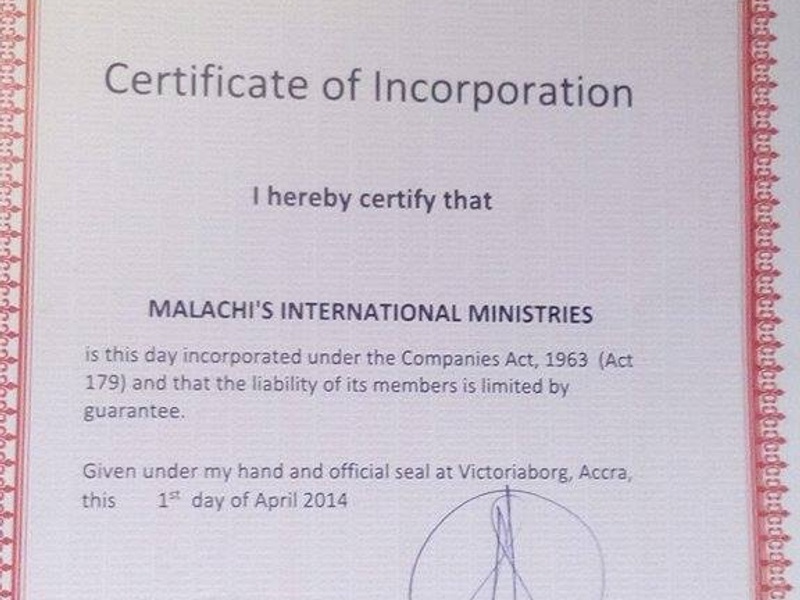 Certificate of Incorporation
I hereby certify that
MALACHI'S INTERNATIONAL MINISTRIES
is this day incorporated under the Companies Act, 1963 (Act
179) and that the liability of its members is limited by
guarantee.
Given under my hand and official seal at Victoriaborg, Accra,
this 1st day of April 2014